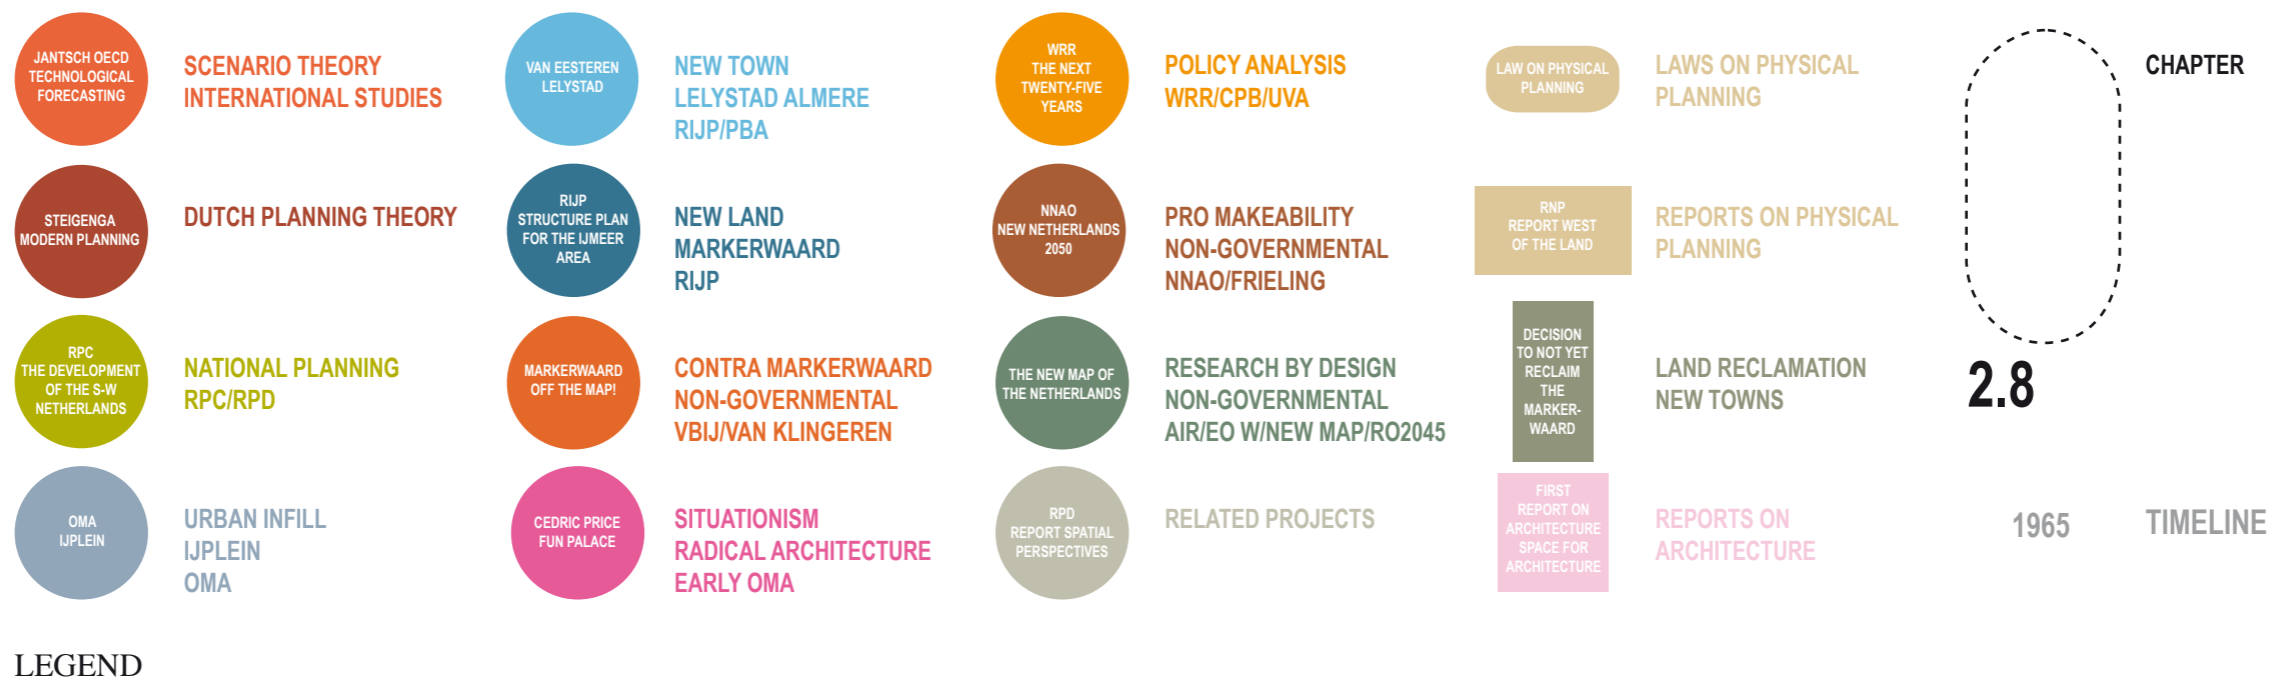 JANTSCH OECD
TECHNOLOGICAL
FORECASTING
SCENARIO THEORY
INTERNATIONAL STUDIES
VAN EESTEREN
LELYSTAD
NEW TOWN
LELYSTAD ALMERE
RIJP/PBA
WRR
THE NEXT
TWENTY-FIVE
YEARS
POLICY ANALYSIS
WRR/CPB/UVA
LAW ON PHYSICAL
PLANNING
LAWS ON PHYSICAL
PLANNING
CHAPTER
STEIGENGA
MODERN PLANNING
DUTCH PLANNING THEORY
RIJP
STRUCTURE PLAN
FOR THE IJMEER
AREA
NEW LAND
MARKERWAARD
RIJP
NNAO
NEW NETHERLANDS
2050
PRO MAKEABILITY
NON-GOVERNMENTAL
NNAO/FRIELING
RNP
REPORT WEST
OF THE LAND
REPORTS ON PHYSICAL
PLANNING
RPC
THE DEVELOPMENT
OF THE S-W
NETHERLANDS
NATIONAL PLANNING
RPC/RPD
MARKERWAARD
OFF THE MAP!
CONTRA MARKERWAARD
NON-GOVERNMENTAL
VBIJ/VAN KLINGEREN
THE NEW MAP OF
THE NETHERLANDS
RESEARCH BY DESIGN
NON-GOVERNMENTAL
AIR/EO W/NEW MAP/RO2045
DECISION
TO NOT YET
RECLAIM
THE
MARKER-
WAARD
LAND RECLAMATION
NEW TOWNS
2.8
OMA
IJPLEIN
URBAN INFILL
IJPLEIN
OMA
CEDRIC PRICE
FUN PALACE
SITUATIONISM
RADICAL ARCHITECTURE
EARLY OMA
RPD
REPORT SPATIAL
PERSPECTIVES
RELATED PROJECTS
FIRST
REPORT ON
ARCHITECTURE
SPACE FOR
ARCHITECTURE
REPORTS ON
ARCHITECTURE
1965
TIMELINE
LEGEND